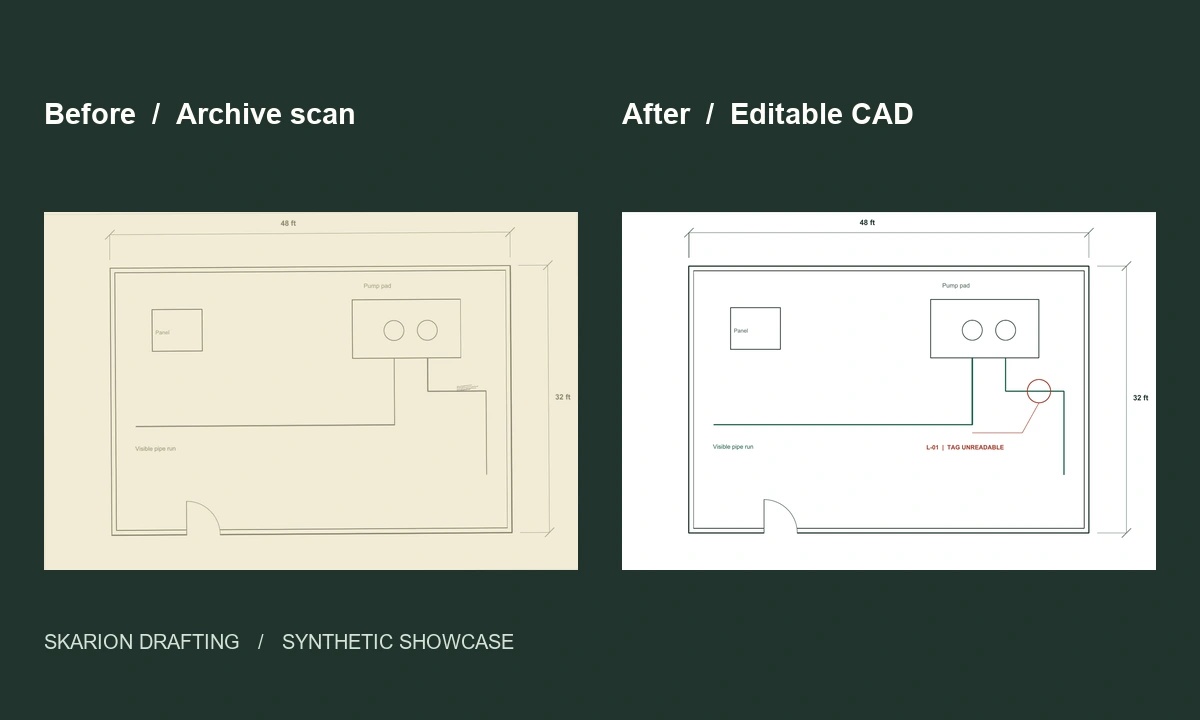 Before / Archive scan
After / Editable CAD
48 ft
Pump pad
Panel
32 ft
Visible pipe run
48 ft
Pump pad
Panel
32 ft
Visible pipe run
L-01 | TAG UNREADABLE
SKARION DRAFTING / SYNTHETIC SHOWCASE